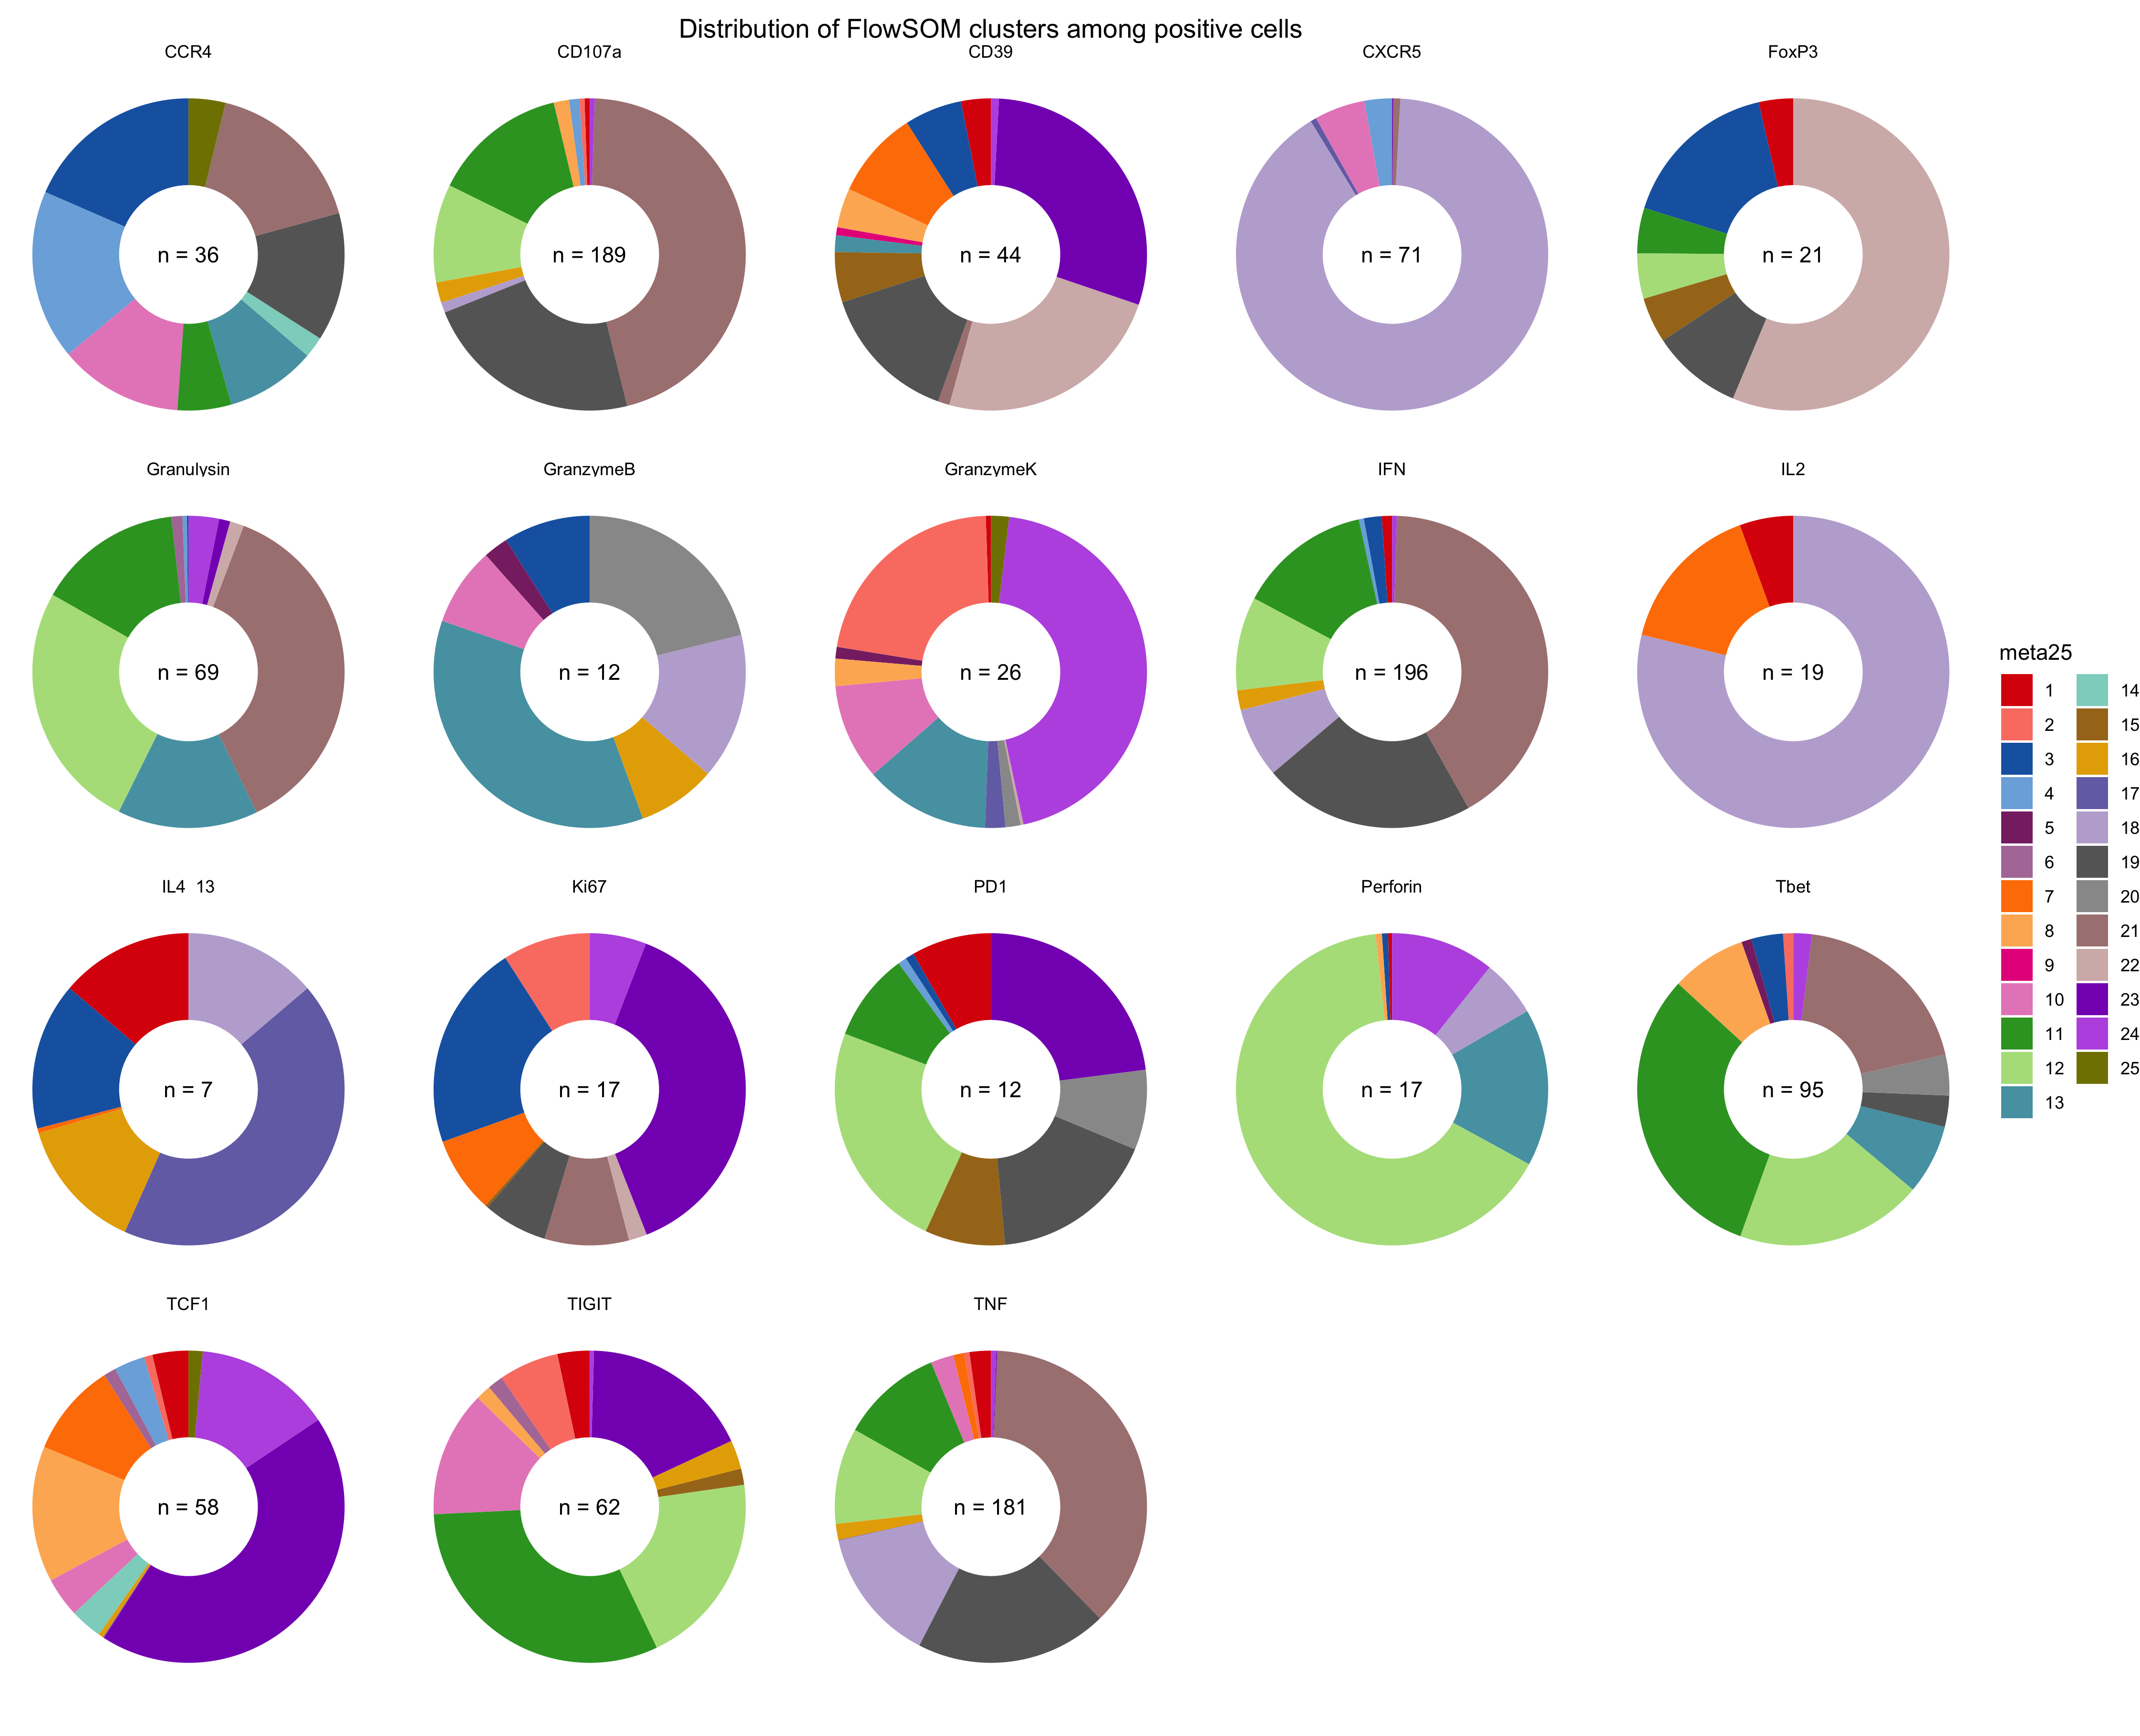 Distribution of FlowSOM clusters among positive cells
CCR4
CD107a
CD39
CXCR5
FoxP3
n = 36
n = 189
n = 44
n = 71
n = 21
Granulysin
GranzymeB
GranzymeK
IFN
IL2
n = 69
n = 12
n = 26
n = 196
n = 19
IL4 13
Ki67
PD1
Perforin
Tbet
n = 7
n = 17
n = 12
n = 17
n = 95
TCF1
TIGIT
TNF
n = 58
n = 62
n = 181
meta25
1
2
3
4
5
6
7
8
9
10
11
12
13
14
15
16
17
18
19
20
21
22
23
24
25